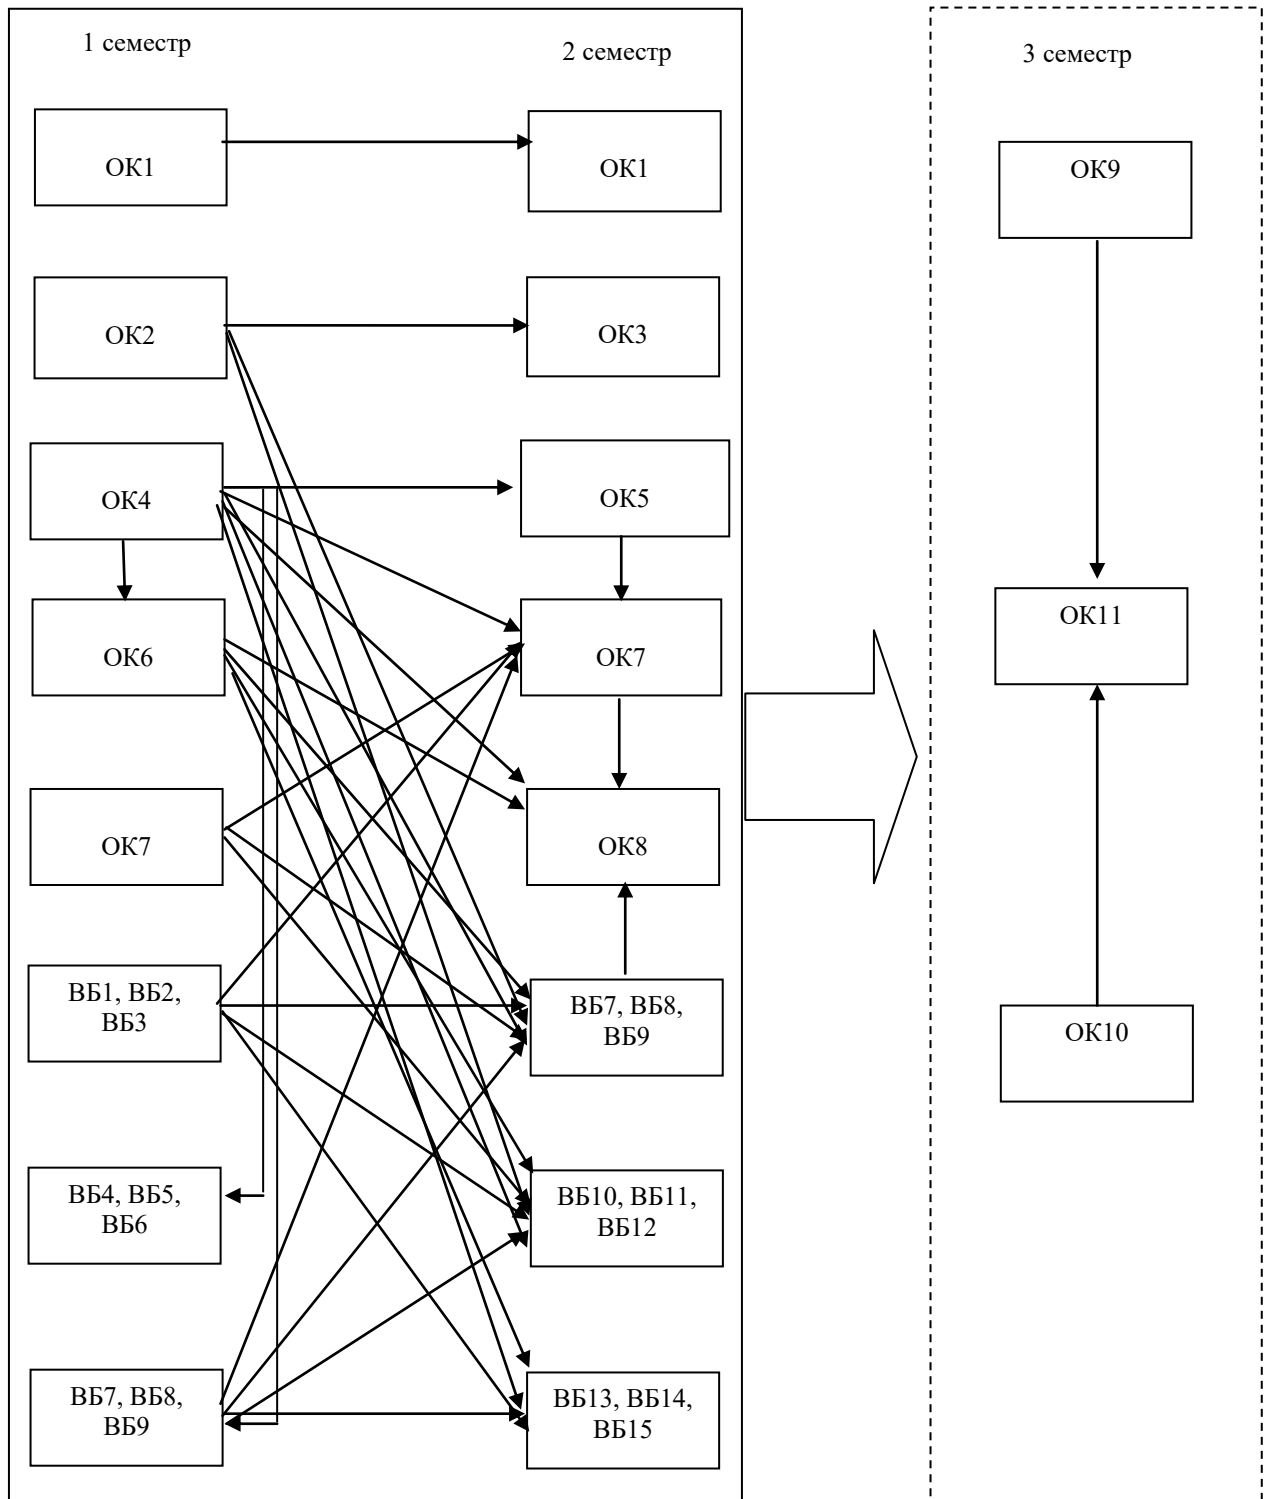 1 семестр
2 семестр
3 семестр
ОК1
ОК1
ОК9
ОК2
ОК3
ОК4
ОК5
ОК6
ОК7
ОК11
ОК7
ОК8
ВБ1, ВБ2,
ВБ3
ВБ7, ВБ8,
ВБ9
ОК10
ВБ4, ВБ5,
ВБ6
ВБ10, ВБ11,
ВБ12
ВБ7, ВБ8,
ВБ9
ВБ13, ВБ14,
ВБ15